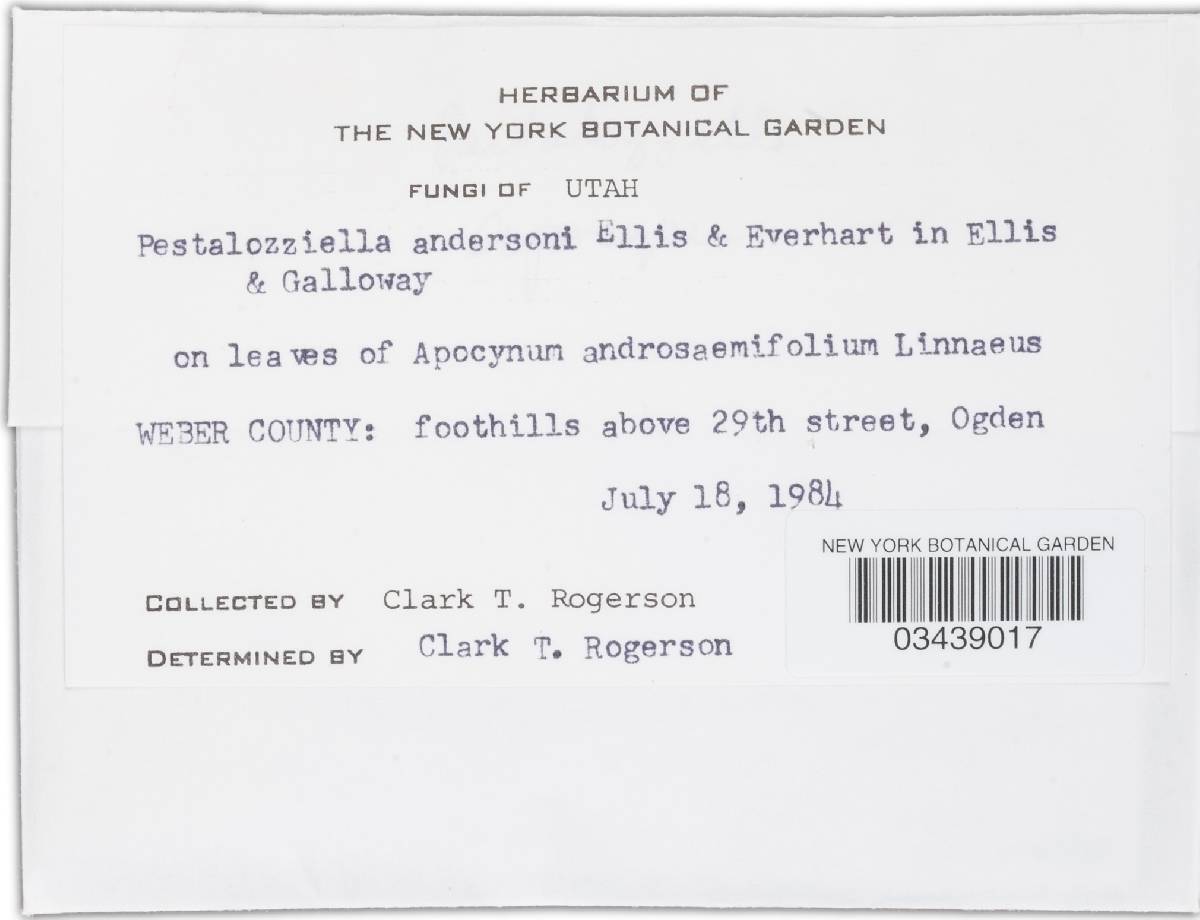 HERBARIUM OF
THE NEW YORK BOTANICAL GARDEN
FUNGI OF UTAH
Pestalozziella andersoni Ellis & Everhart in Ellis
& Galloway
on leaves of Apocynum androsaemifolium Linnaeus
WEBER COUNTY: foothills above 29th street, Ogden
July 18, 1984
NEW YORK BOTANICAL GARDEN
03439017
COLLECTED BY Clark T. Rogerson
DETERMINED BY Clark T. Rogerson